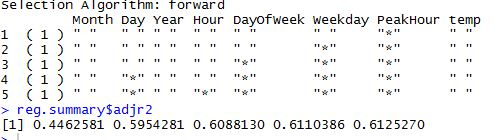 Selection Algorithm: forward
         Month Day Year Hour DayOfWeek Weekday PeakHour temp
1  ( 1 ) " "   " " " "  " "  " "       " "     "*"      " "
2  ( 1 ) " "   " " " "  " "  " "       "*"     "*"      " "
3  ( 1 ) " "   " " " "  " "  "*"       "*"     "*"      " "
4  ( 1 ) " "   "*" " "  " "  "*"       "*"     "*"      " "
5  ( 1 ) " "   "*" " "  "*"  "*"       "*"     "*"      " "
> reg.summary$adjr2
[1] 0.4462581 0.5954281 0.6088130 0.6110386 0.6125270